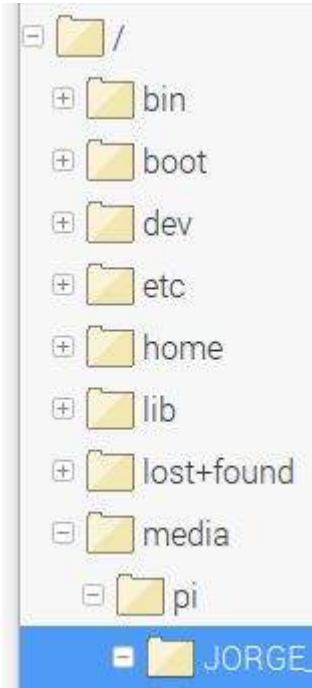 /
bin
boot
dev
etc
home
lib
lost+found
media
pi
JORGE_